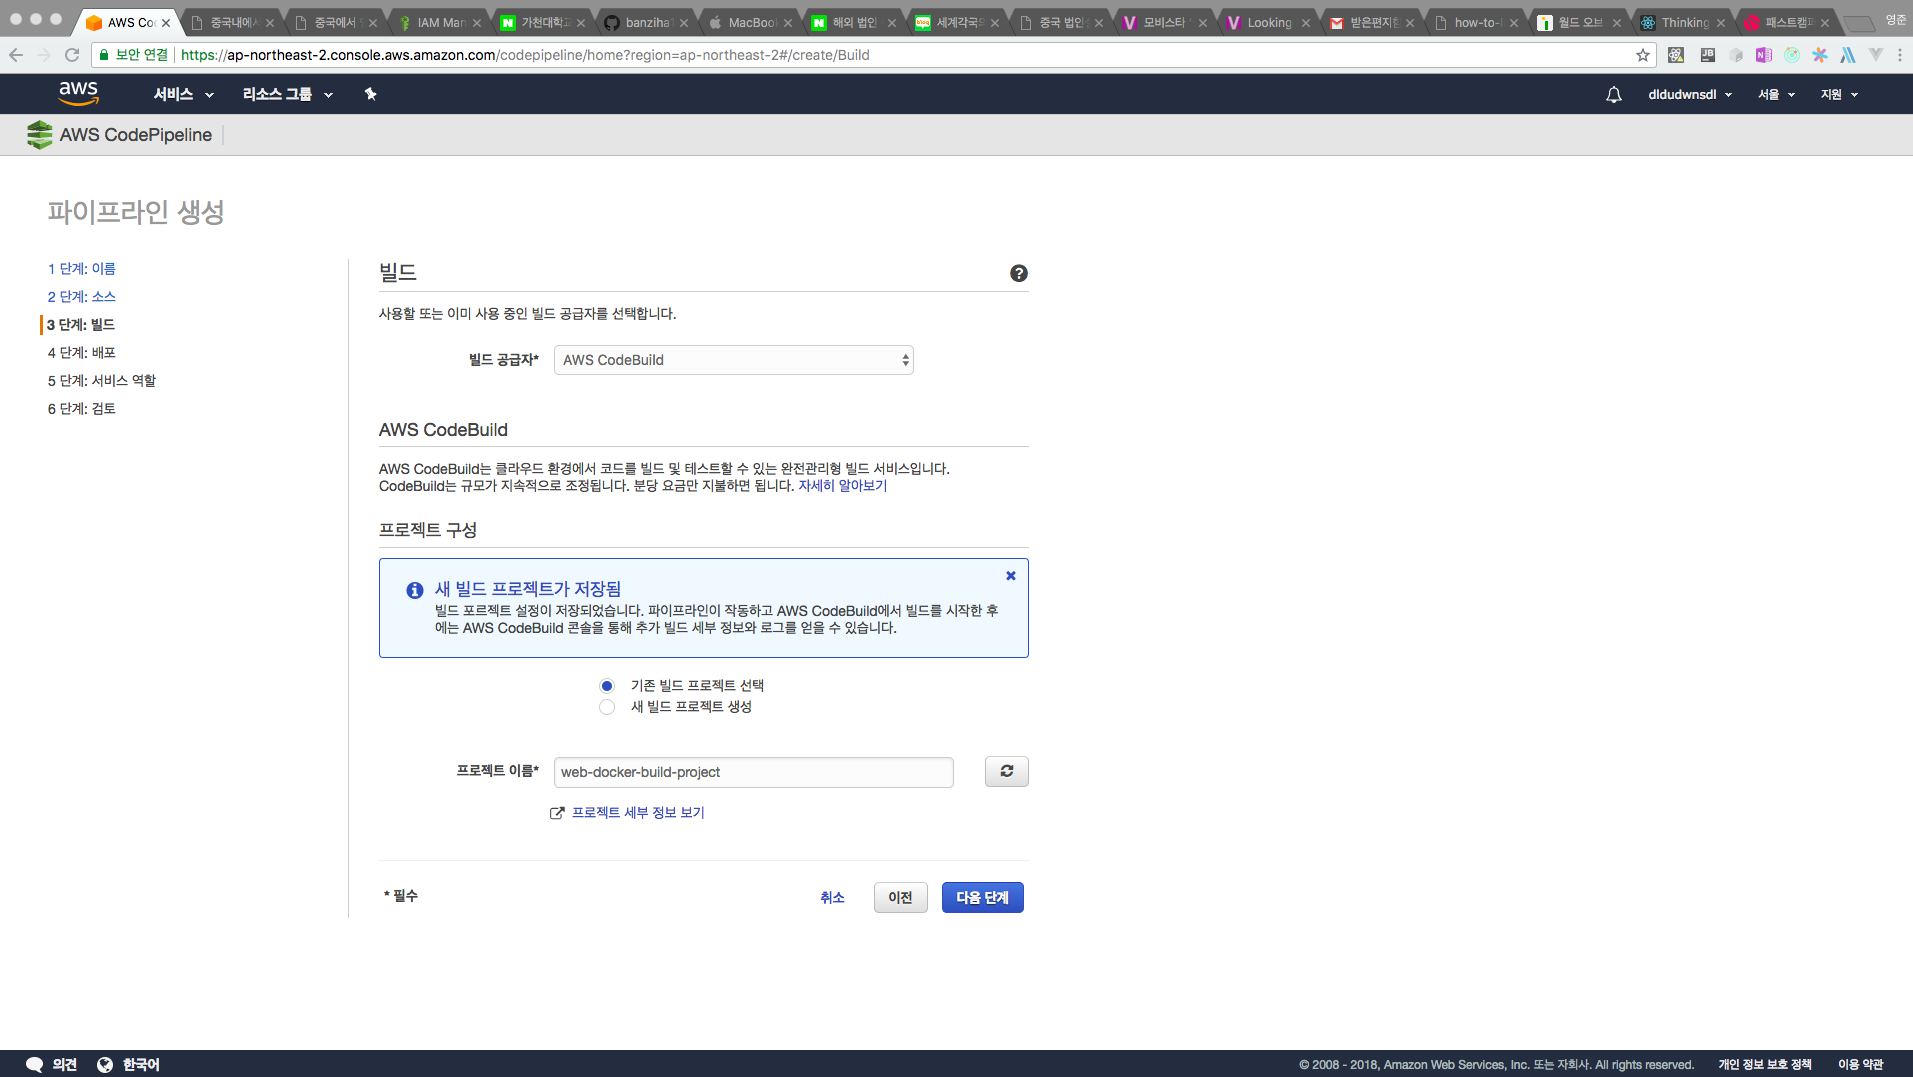 AWS Co
중국내에서
중국에서
IAM Man
가천대학교
banziha
MacBook
해외 법인
세계각국의
중국 법인
모비스타
Looking
받은편지함
how-to-
월드 오브
Thinking
패스트캠퍼
영준
보안 연결
https://ap-northeast-2.console.aws.amazon.com/codepipeline/home?region=ap-northeast-2#/create/Build
aws
서비스
리소스 그룹
dldudwnsdl
서울
지원
AWS CodePipeline
파이프라인 생성
1 단계: 이름
2 단계: 소스
3 단계: 빌드
4 단계: 배포
5 단계: 서비스 역할
6 단계: 검토
빌드
사용할 또는 이미 사용 중인 빌드 공급자를 선택합니다.
빌드 공급자*
AWS CodeBuild
AWS CodeBuild
AWS CodeBuild는 클라우드 환경에서 코드를 빌드 및 테스트할 수 있는 완전관리형 빌드 서비스입니다.
CodeBuild는 규모가 지속적으로 조정됩니다. 분당 요금만 지불하면 됩니다. 자세히 알아보기
프로젝트 구성
새 빌드 프로젝트가 저장됨
빌드 포르젝트 설정이 저장되었습니다. 파이프라인이 작동하고 AWS CodeBuild에서 빌드를 시작한 후
에는 AWS CodeBuild 콘솔을 통해 추가 빌드 세부 정보와 로그를 얻을 수 있습니다.
기존 빌드 프로젝트 선택
새 빌드 프로젝트 생성
프로젝트 이름*
web-docker-build-project
프로젝트 세부 정보 보기
* 필수
취소
이전
다음 단계
의견
한국어
© 2008 - 2018, Amazon Web Services, Inc. 또는 자회사. All rights reserved.
개인 정보 보호 정책
이용 약관